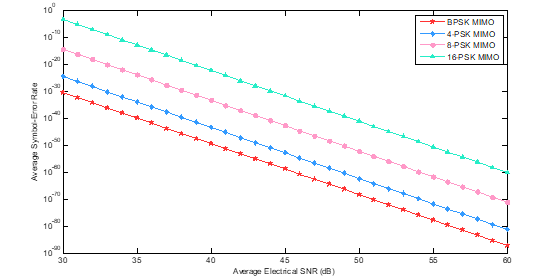 10^0
10^-10
10^-20
10^-30
10^-40
10^-50
10^-60
10^-70
10^-80
10^-90
Average Symbol-Error Rate
30
35
40
45
50
55
60
Average Electrical SNR (dB)
BPSK MIMO
4-PSK MIMO
8-PSK MIMO
16-PSK MIMO